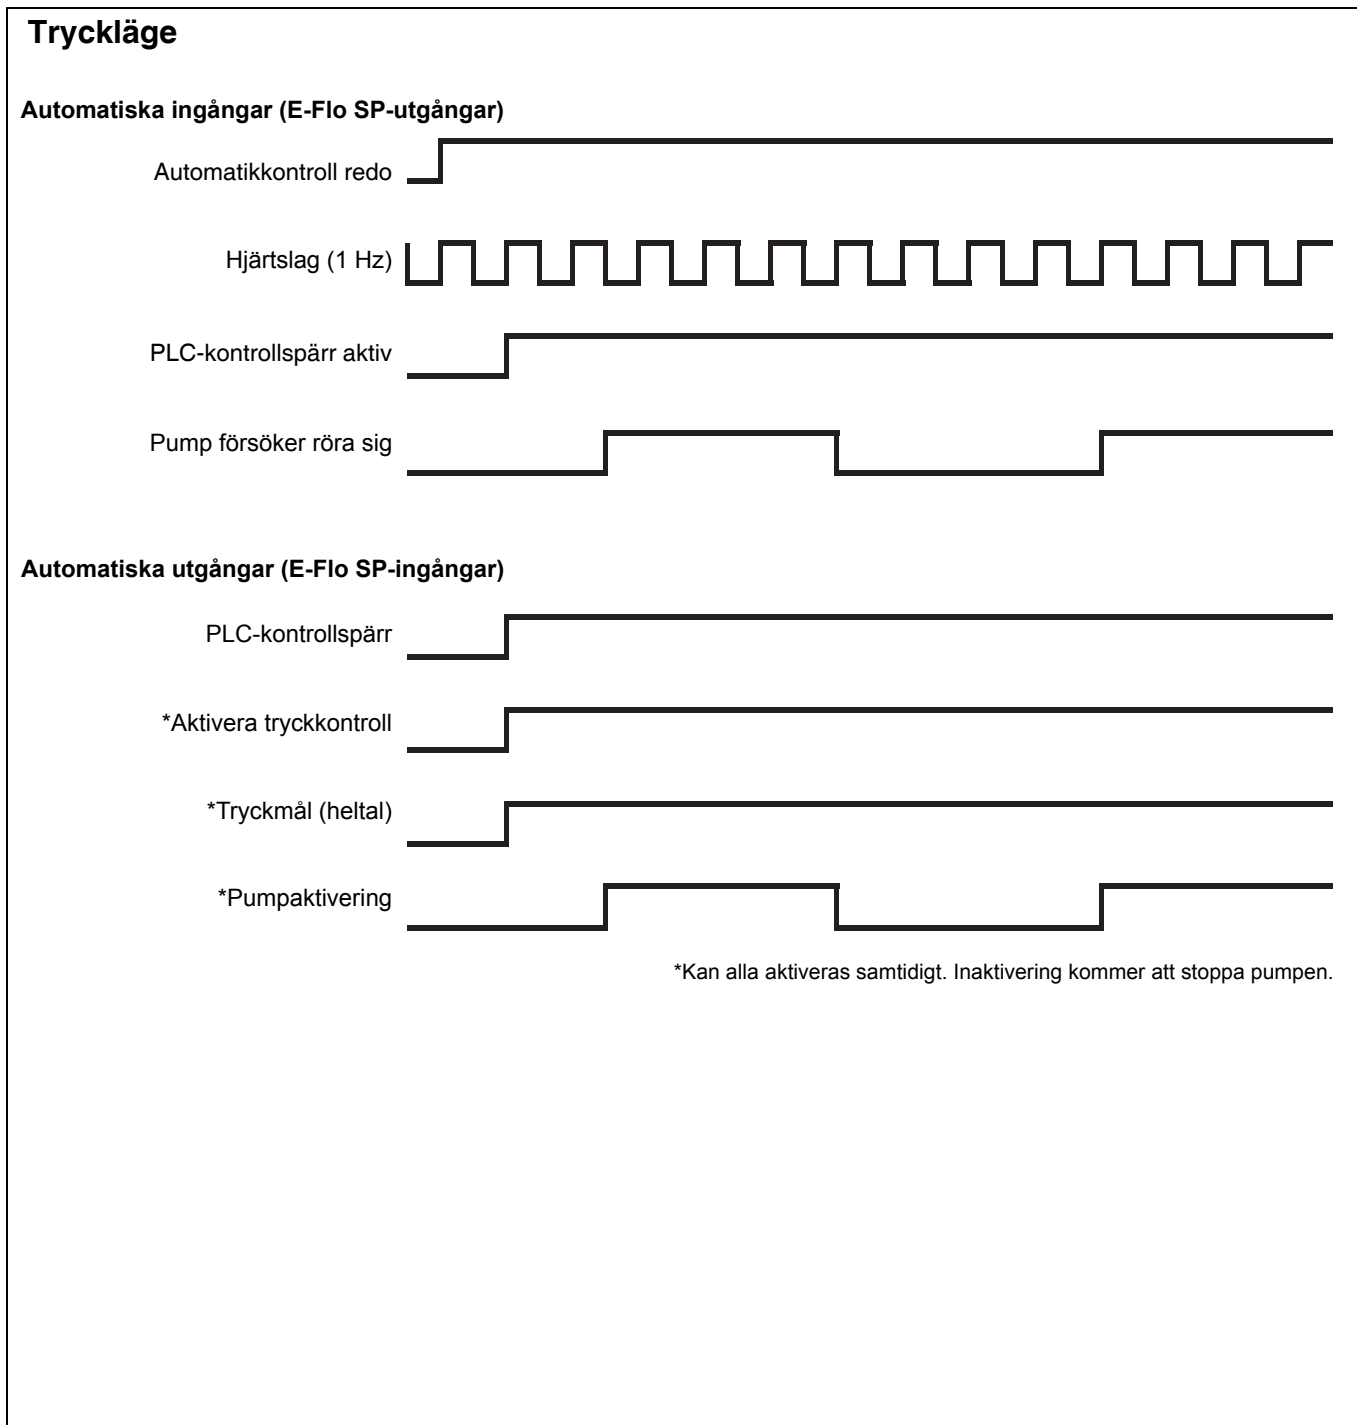 Tryckläge
Automatiska ingångar (E-Flo SP-utgångar)
Automatikkontroll redo
Hjärtslag (1 Hz)
PLC-kontrollspärr aktiv
Pump försöker röra sig
Automatiska utgångar (E-Flo SP-ingångar)
PLC-kontrollspärr
*Aktivera tryckkontroll
*Tryckmål (heltal)
*Pumpaktivering
*Kan alla aktiveras samtidigt. Inaktivering kommer att stoppa pumpen.